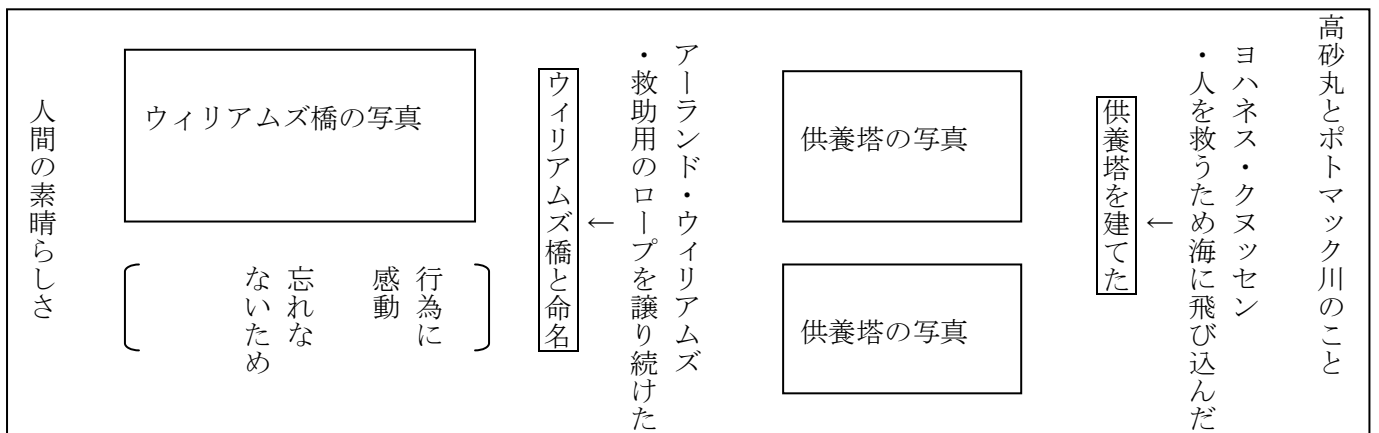 高砂丸とポトマック川のこと
ヨハネス・クヌッセン
・人を救うため海に飛び込んだ
↓
供養塔を建てた
供養塔の写真
供養塔の写真
アーランド・ウィリアムズ
・救助用のロープを譲り続けた
↓
ウィリアムズ橋と命名
行為に
感動
忘れな
ないため
ウィリアムズ橋の写真
人間の素晴らしさ